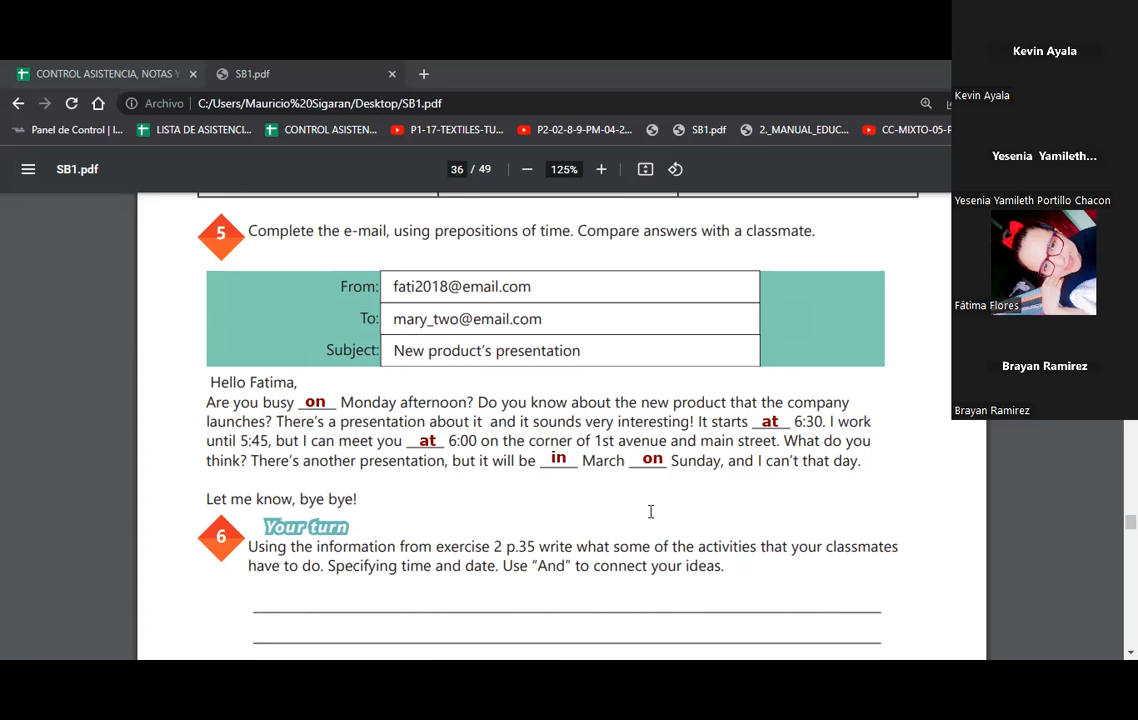 CONTROL ASISTENCIA, NOTAS Y
SB1.pdf
Archivo
C:/Users/Mauricio%20Sigaran/Desktop/SB1.pdf
Panel de Control | I...
LISTA DE ASISTENCI...
CONTROL ASISTEN...
P1-17-TEXTILES-TU...
P2-02-8-9-PM-04-2...
SB1.pdf
2._MANUAL_EDUC...
CC-MIXTO-05-P
SB1.pdf
36 / 49
125%
5
Complete the e-mail, using prepositions of time. Compare answers with a classmate.
From: fati2018@email.com
To: mary_two@email.com
Subject: New product's presentation
Hello Fatima,
Are you busy on Monday afternoon? Do you know about the new product that the company
launches? There's a presentation about it and it sounds very interesting! It starts at 6:30. I work
until 5:45, but I can meet you at 6:00 on the corner of 1st avenue and main street. What do you
think? There's another presentation, but it will be in March on Sunday, and I can't that day.
Let me know, bye bye!
6
Your turn
Using the information from exercise 2 p.35 write what some of the activities that your classmates
have to do. Specifying time and date. Use "And" to connect your ideas.
Kevin Ayala
Kevin Ayala
Yesenia Yamileth...
Yesenia Yamileth Portillo Chacon
Fátima Flores
Brayan Ramirez
Brayan Ramirez